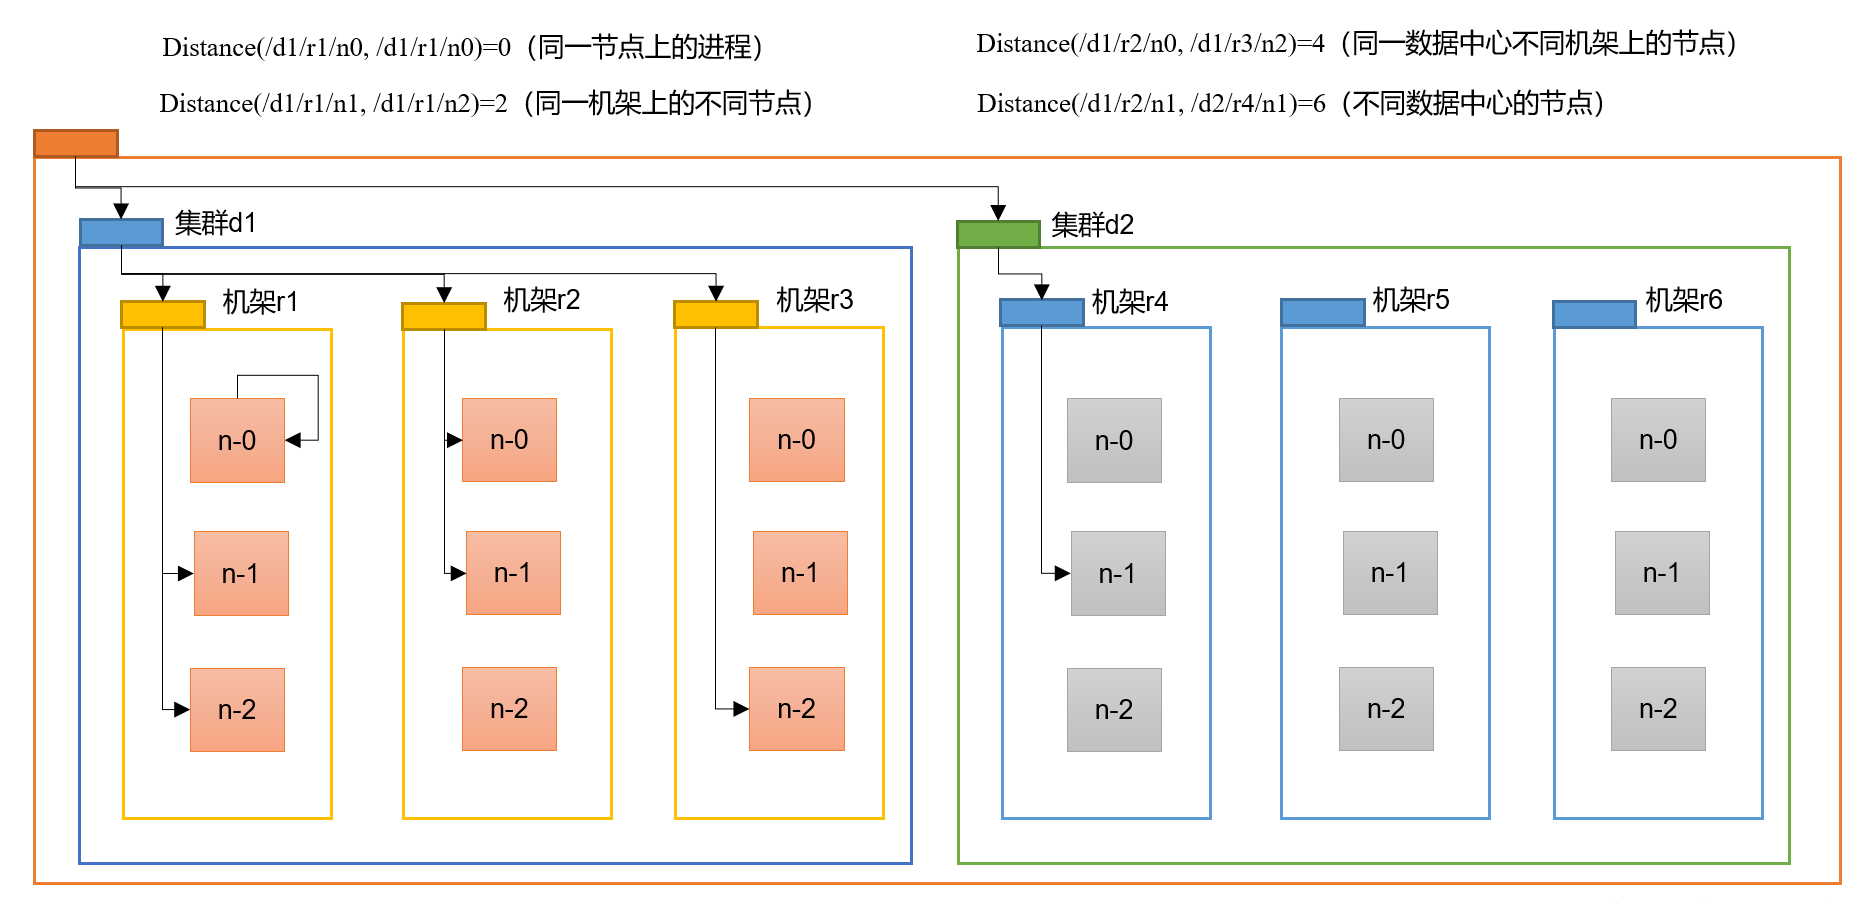 Distance(/d1/r1/n0, /d1/r1/n0)=0（同一节点上的进程）
Distance(/d1/r2/n0, /d1/r3/n2)=4（同一数据中心不同机架上的节点）
Distance(/d1/r1/n1, /d1/r1/n2)=2（同一机架上的不同节点）
Distance(/d1/r2/n1, /d2/r4/n1)=6（不同数据中心的节点）
集群d1
集群d2
机架r1
机架r2
机架r3
机架r4
机架r5
机架r6
n-0
n-0
n-0
n-0
n-0
n-0
n-1
n-1
n-1
n-1
n-1
n-1
n-2
n-2
n-2
n-2
n-2
n-2